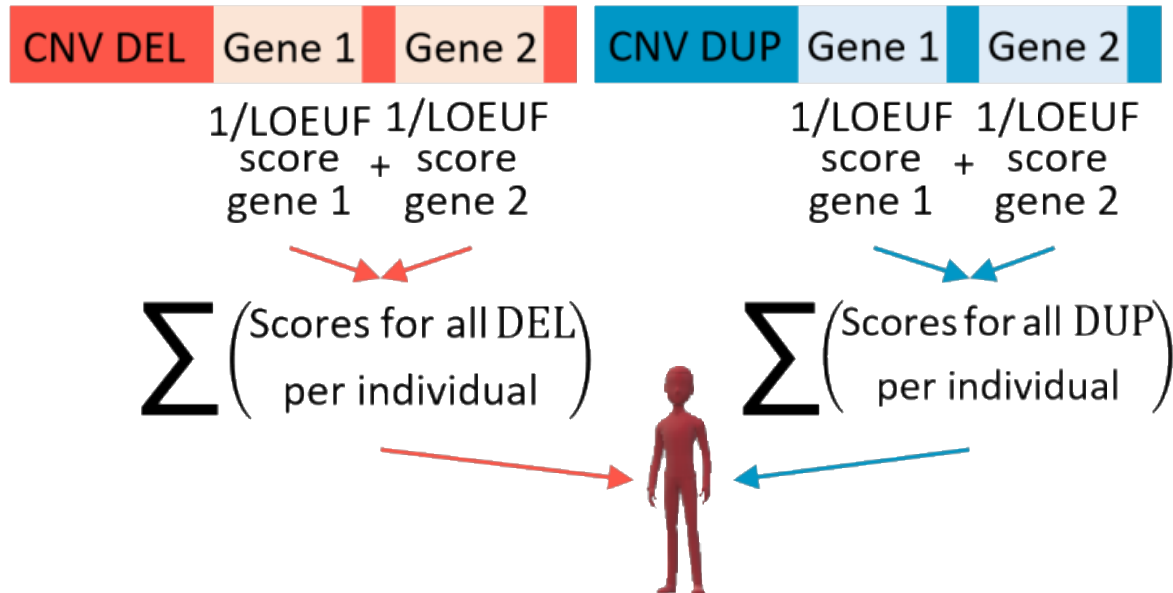 CNV DEL Gene 1 Gene 2
1/LOEUF 1/LOEUF
score + score
gene 1 gene 2
∑ (Scores for all DEL
per individual)
CNV DUP Gene 1 Gene 2
1/LOEUF 1/LOEUF
score + score
gene 1 gene 2
∑ (Scores for all DUP
per individual)